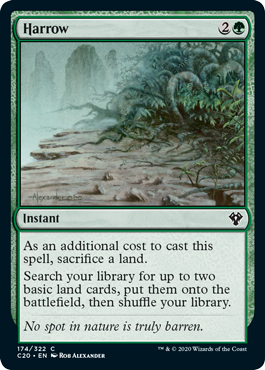 Harrow 2
Instant
As an additional cost to cast this
spell, sacrifice a land.
Search your library for up to two
basic land cards, put them onto the
battlefield, then shuffle your library.
No spot in nature is truly barren.
174/322 C
C20 • EN Rob Alexander
™ & © 2020 Wizards of the Coast